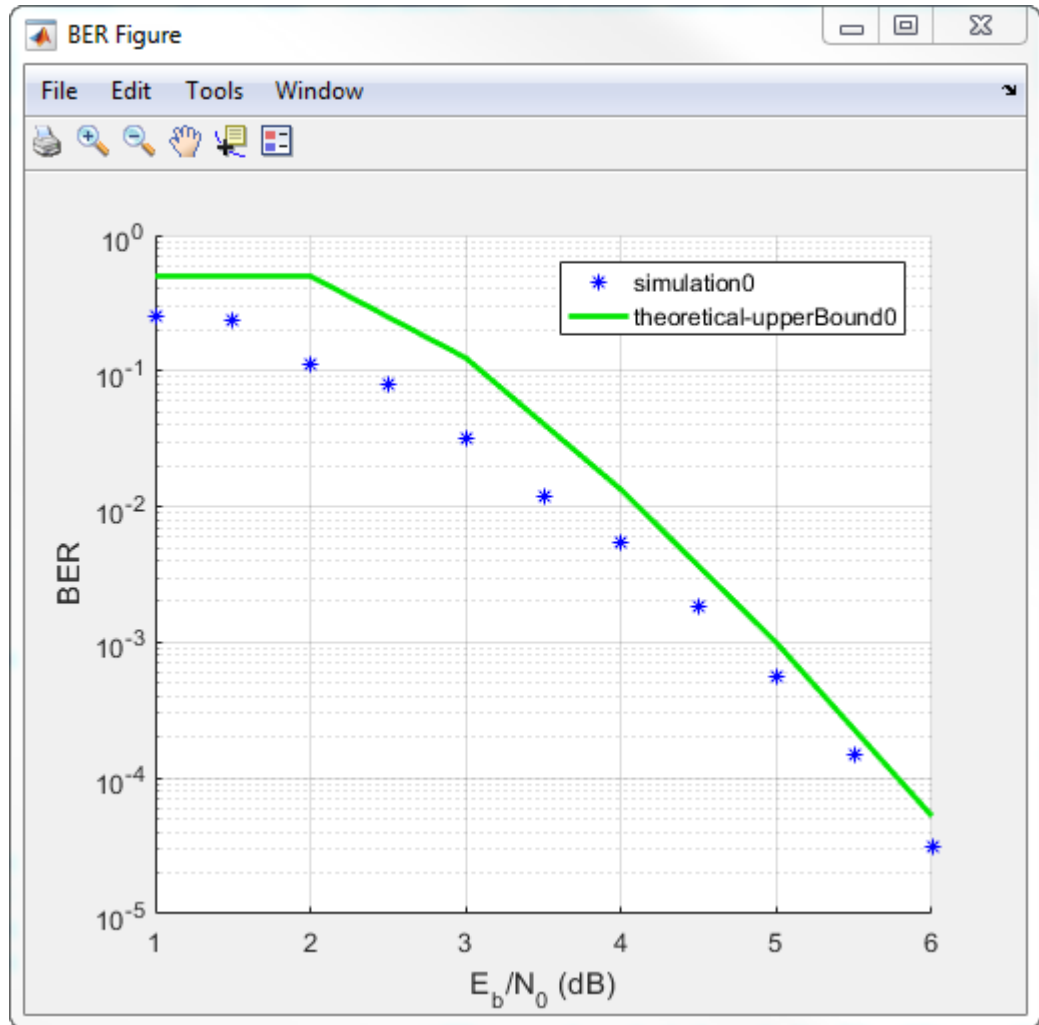 BER Figure
File Edit Tools Window
simulation0
theoretical-upperBound0
10^0
10^-1
10^-2
10^-3
10^-4
10^-5
BER
1 2 3 4 5 6
E_b/N_0 (dB)